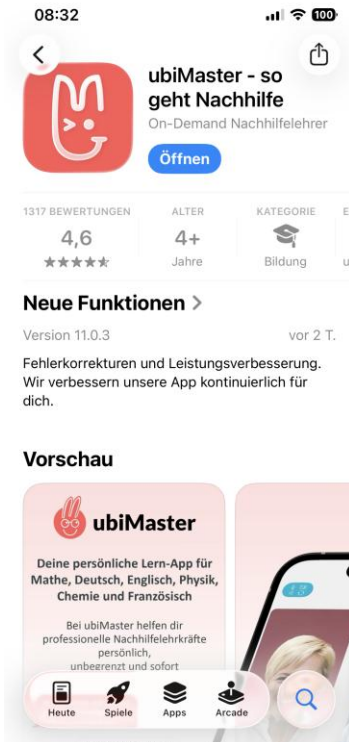 08:32
100
ubiMaster - so
geht Nachhilfe
On-Demand Nachhilfelehrer
Öffnen
1317 BEWERTUNGEN
4,6
ALTER
4+
Jahre
KATEGORIE
Bildung
Neue Funktionen
Version 11.0.3
vor 2 T.
Fehlerkorrekturen und Leistungsverbesserung.
Wir verbessern unsere App kontinuierlich für
dich.
Vorschau
ubiMaster
Deine persönliche Lern-App für
Mathe, Deutsch, Englisch, Physik,
Chemie und Französisch
Bei ubiMaster helfen dir
professionelle Nachhilfelehrkräfte
persönlich,
unbegrenzt und sofort
Heute
Spiele
Apps
Arcade